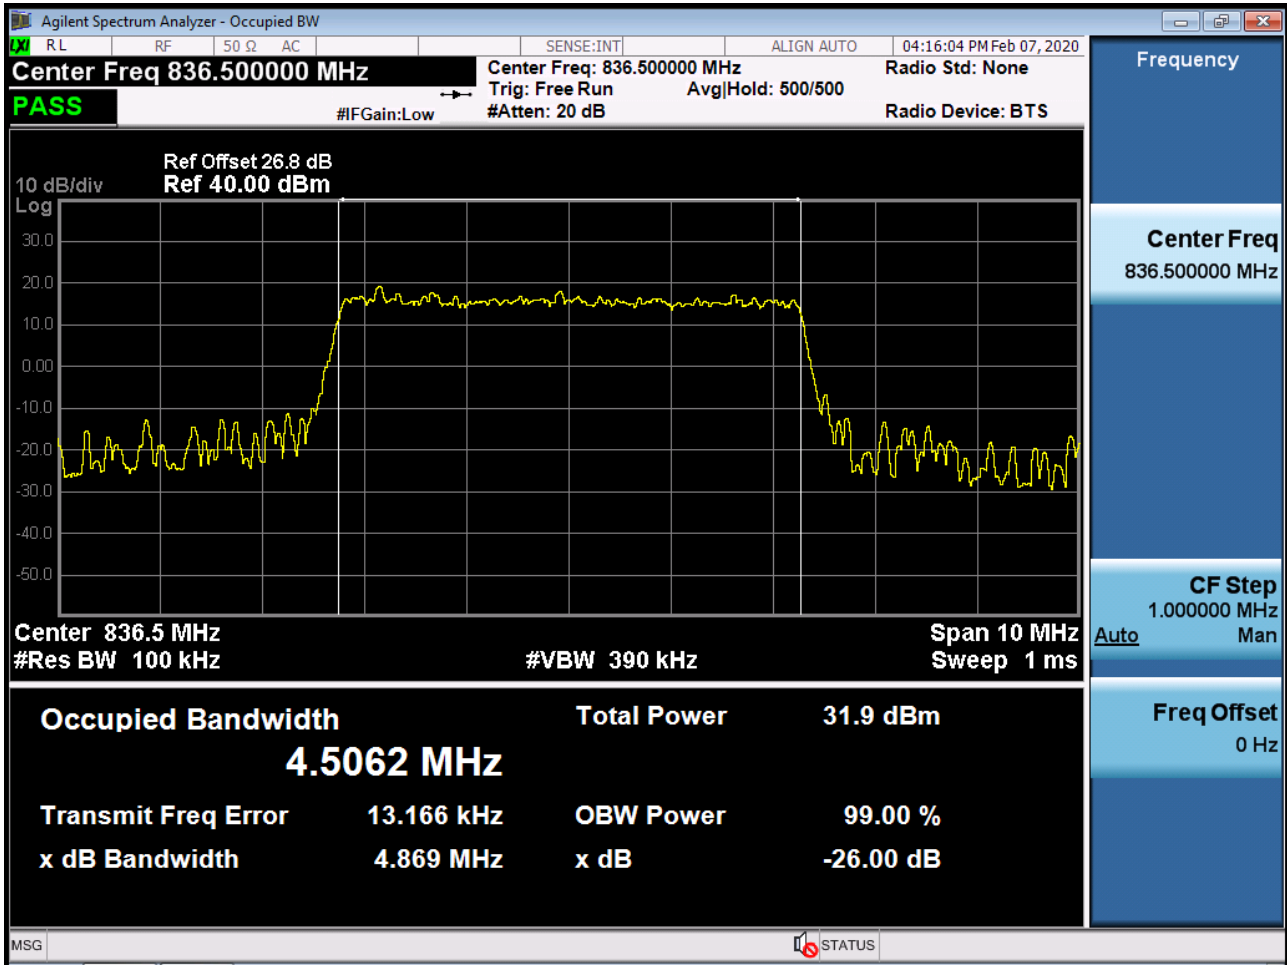 Agilent Spectrum Analyzer - Occupied BW
LXI RL RF 50 Ω AC SENSE:INT ALIGN AUTO 04:16:04 PM Feb 07, 2020
Center Freq 836.500000 MHz
PASS
#IFGain:Low
Center Freq: 836.500000 MHz
Trig: Free Run Avg|Hold: 500/500
#Atten: 20 dB
Radio Std: None
Radio Device: BTS
Ref Offset 26.8 dB
10 dB/div Ref 40.00 dBm
Log
30.0
20.0
10.0
0.00
-10.0
-20.0
-30.0
-40.0
-50.0
Center 836.5 MHz Span 10 MHz
#Res BW 100 kHz #VBW 390 kHz Sweep 1 ms
Occupied Bandwidth Total Power 31.9 dBm
4.5062 MHz
Transmit Freq Error 13.166 kHz OBW Power 99.00 %
x dB Bandwidth 4.869 MHz x dB -26.00 dB
MSG STATUS
Frequency
Center Freq
836.500000 MHz
CF Step
1.000000 MHz
Auto Man
Freq Offset
0 Hz